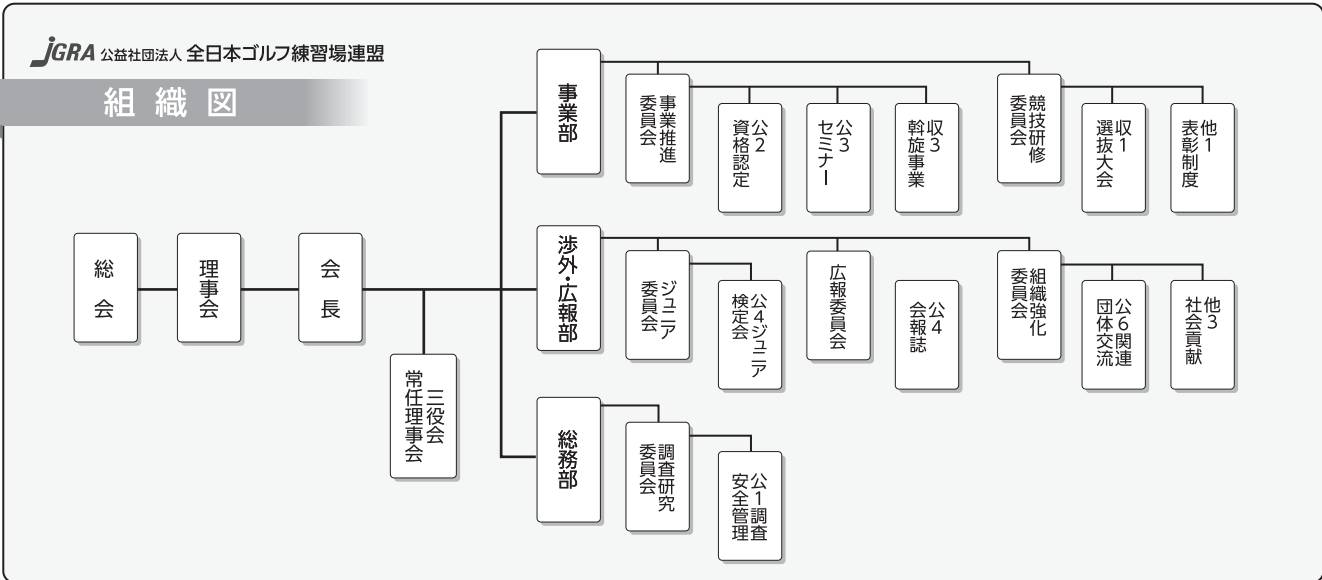 JGRA 公益社団法人 全日本ゴルフ練習場連盟
組織図
総会
理事会
会長
三役会
常任理事会
事業部
事業推進
委員会
公2
資格認定
公3
セミナー
収3
斡旋事業
競技研修
委員会
収1
選抜大会
他1
表彰制度
渉外・広報部
ジュニア
委員会
公4ジュニア
検定会
広報委員会
公4
会報誌
組織強化
委員会
公6関連
団体交流
他3
社会貢献
総務部
調査研究
委員会
公1調査
安全管理